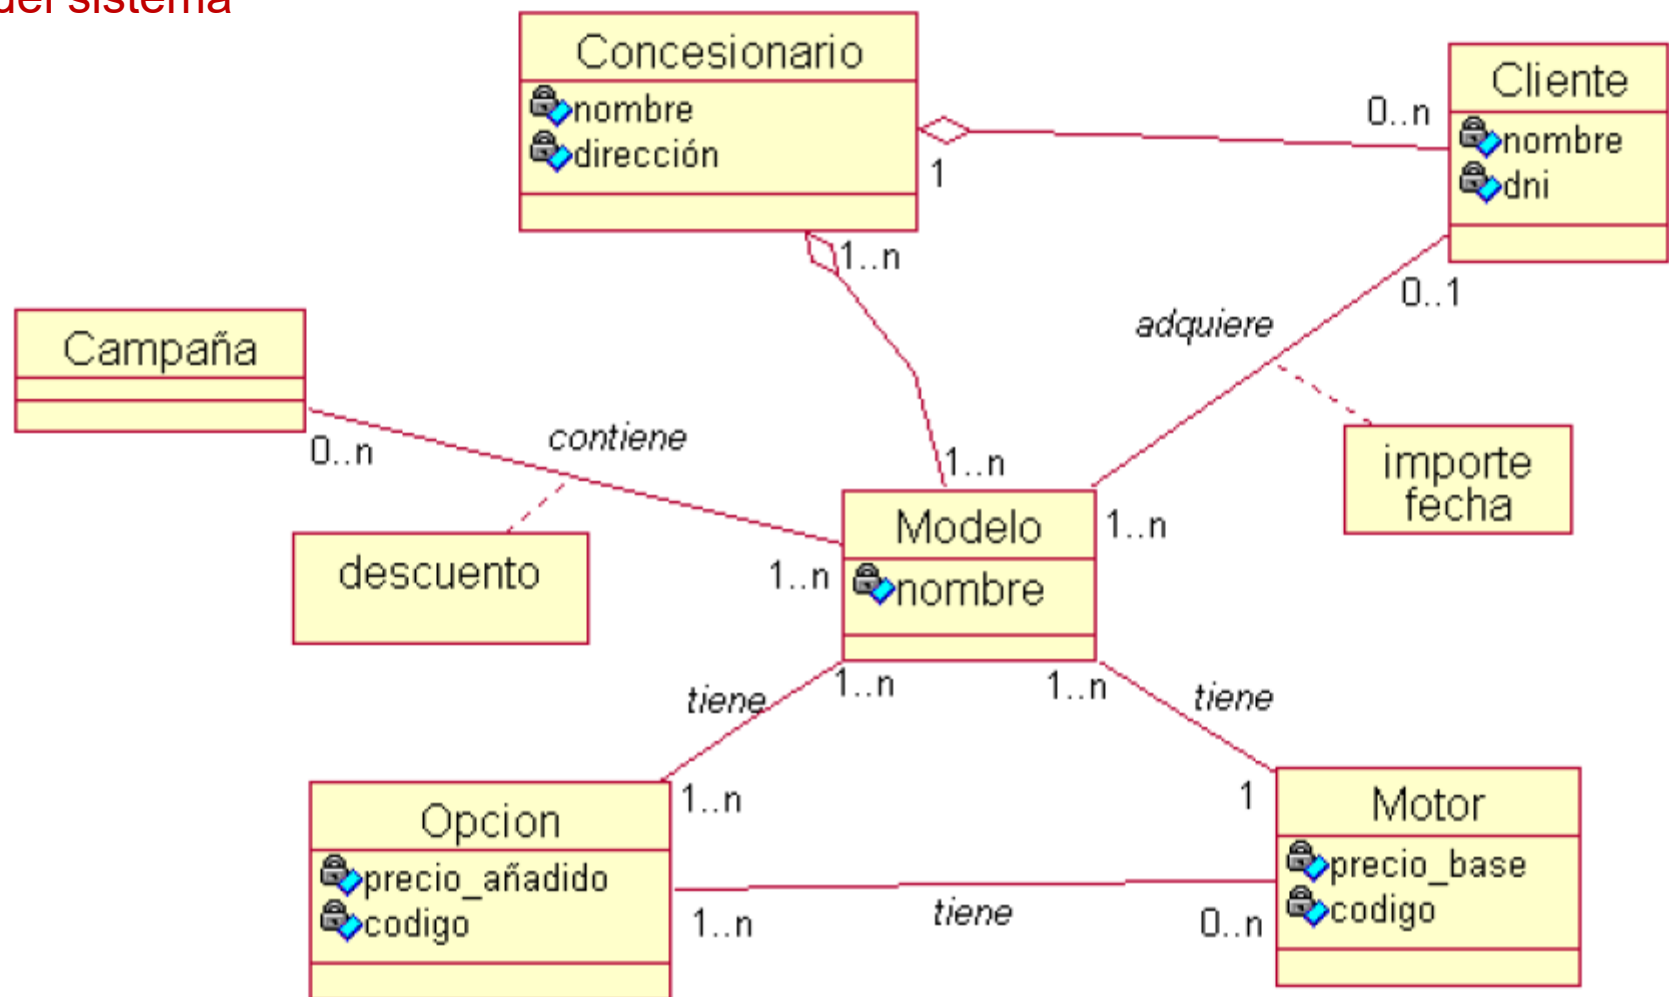 del sistema
Concesionario
nombre
dirección
1
0..n
Cliente
nombre
dni
0..1
1..n
adquiere
importe
fecha
Campaña
0..n
contiene
descuento
1..n
1..n
Modelo
nombre
1..n
1..n
1..n
tiene
tiene
1..n
1
Opcion
precio_añadido
codigo
1..n
tiene
0..n
Motor
precio_base
codigo